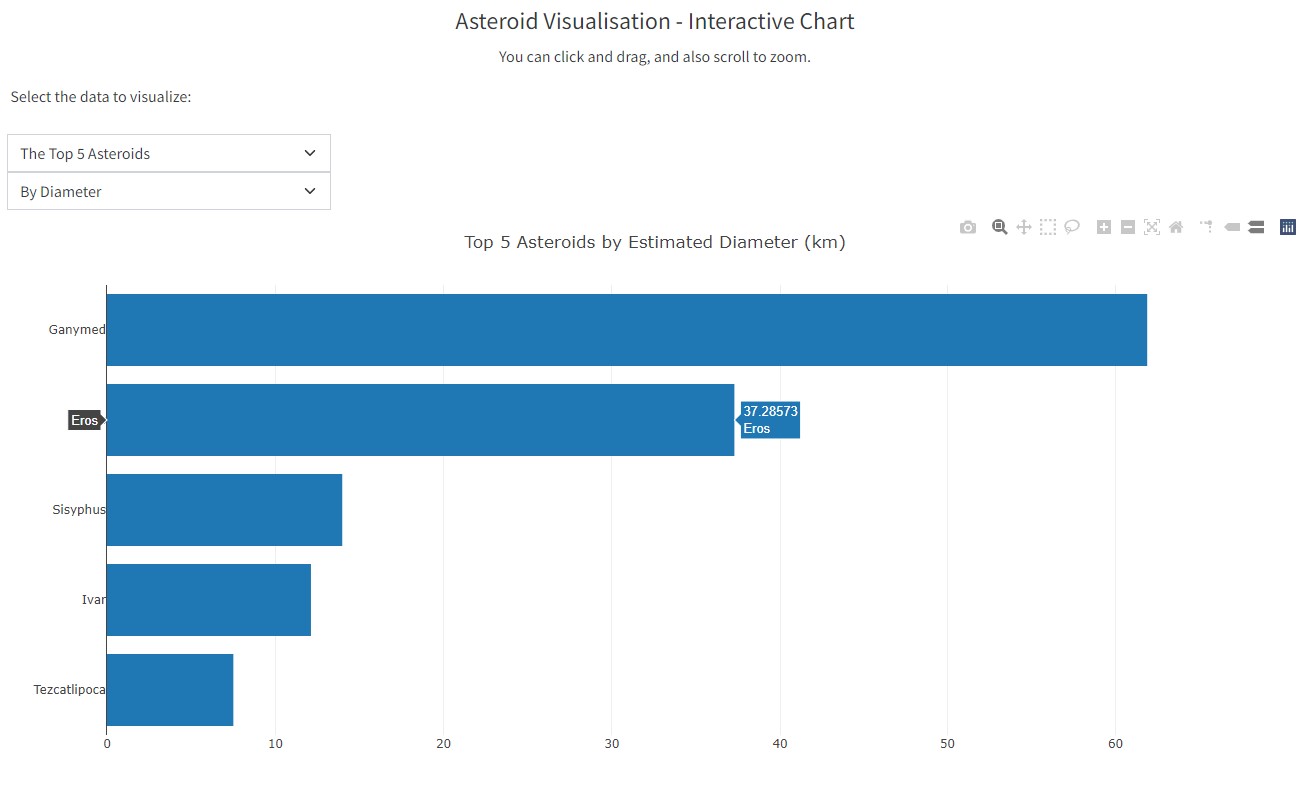 Asteroid Visualisation - Interactive Chart
You can click and drag, and also scroll to zoom.
Select the data to visualize:
The Top 5 Asteroids
By Diameter
Top 5 Asteroids by Estimated Diameter (km)
Ganymed
Eros
37.28573
Eros
Sisyphus
Ivar
Tezcatlipoca
0 10 20 30 40 50 60